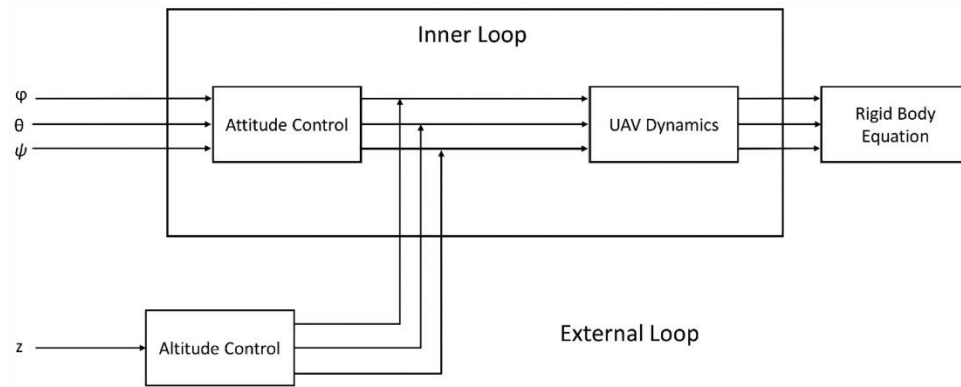 Inner Loop
φ
θ
ψ
Attitude Control
UAV Dynamics
Rigid Body
Equation
z
Altitude Control
External Loop